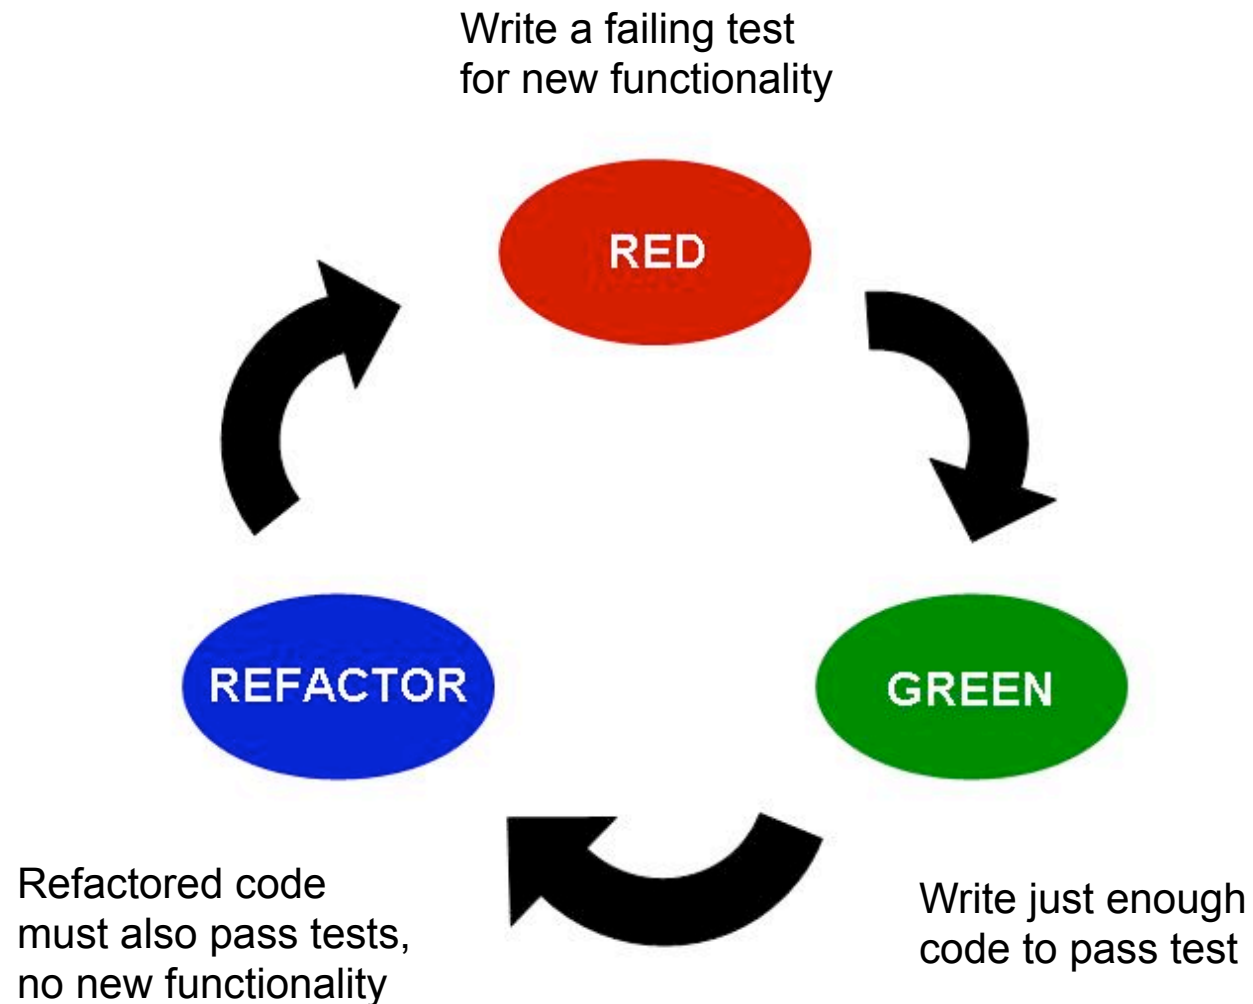 Write a failing test
for new functionality
RED
GREEN
REFACTOR
Write just enough
code to pass test
Refactored code
must also pass tests,
no new functionality